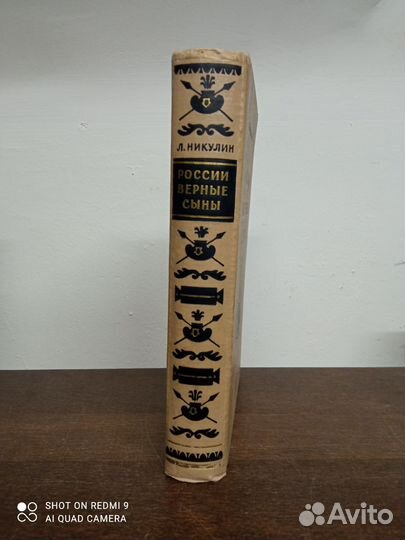 Л. НИКУЛИН
РОССИИ
ВЕРНЫЕ
СЫНЫ
SHOT ON REDMI 9
AI QUAD CAMERA
Avito